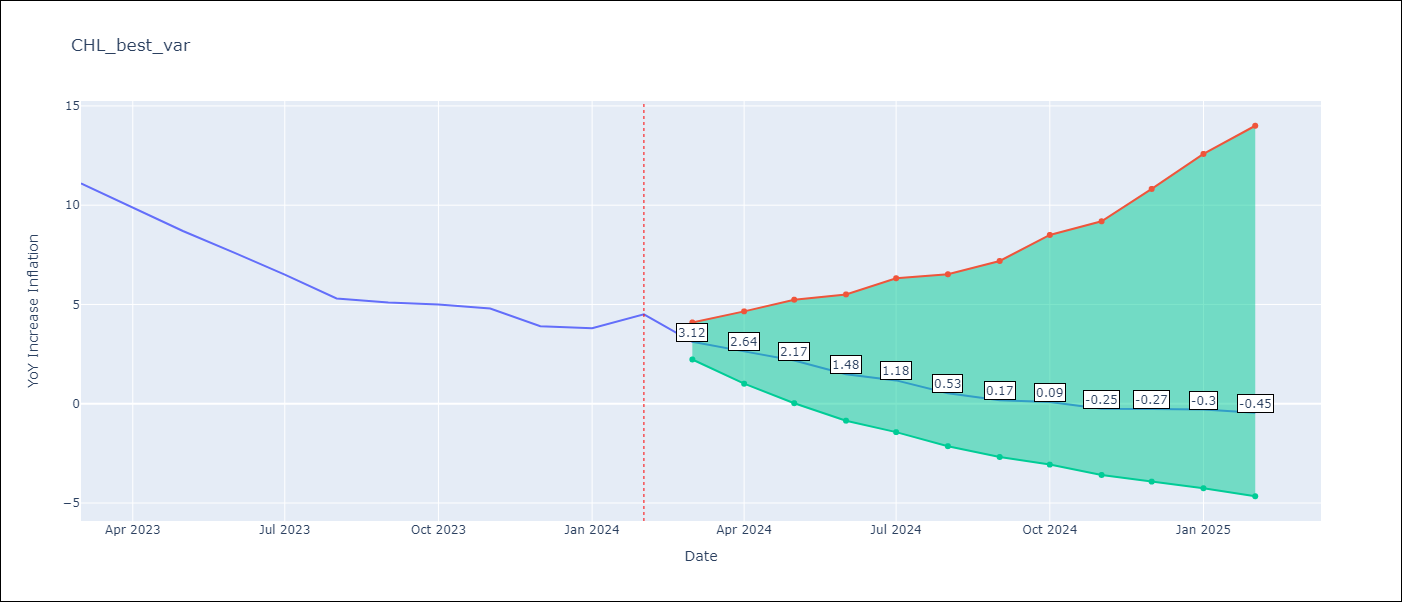 CHL_best_var
YoY Increase Inflation
15
10
5
0
−5
3.12
2.64
2.17
1.48
1.18
0.53
0.17
0.09
-0.25
-0.27
-0.3
-0.45
Apr 2023
Jul 2023
Oct 2023
Jan 2024
Apr 2024
Jul 2024
Oct 2024
Jan 2025
Date